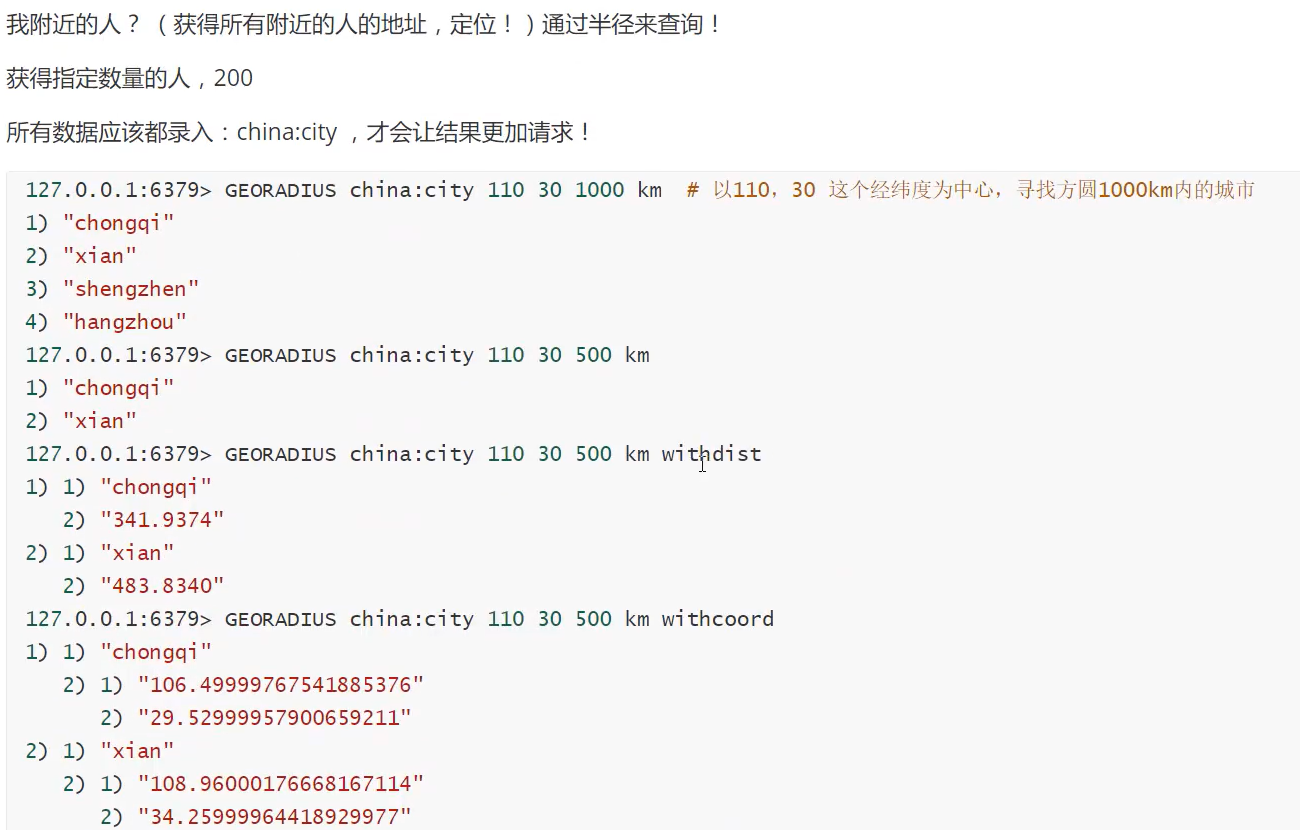 我附近的人？（获得所有附近的人的地址，定位！）通过半径来查询！
获得指定数量的人，200
所有数据应该都录入：china:city ，才会让结果更加请求！
127.0.0.1:6379> GEORADIUS china:city 110 30 1000 km  # 以110，30 这个经纬度为中心，寻找方圆1000km内的城市
1) "chongqi"
2) "xian"
3) "shengzhen"
4) "hangzhou"
127.0.0.1:6379> GEORADIUS china:city 110 30 500 km
1) "chongqi"
2) "xian"
127.0.0.1:6379> GEORADIUS china:city 110 30 500 km withdist
1) 1) "chongqi"
   2) "341.9374"
2) 1) "xian"
   2) "483.8340"
127.0.0.1:6379> GEORADIUS china:city 110 30 500 km withcoord
1) 1) "chongqi"
   2) 1) "106.49999767541885376"
      2) "29.52999957900659211"
2) 1) "xian"
   2) 1) "108.96000176668167114"
      2) "34.25999964418929977"